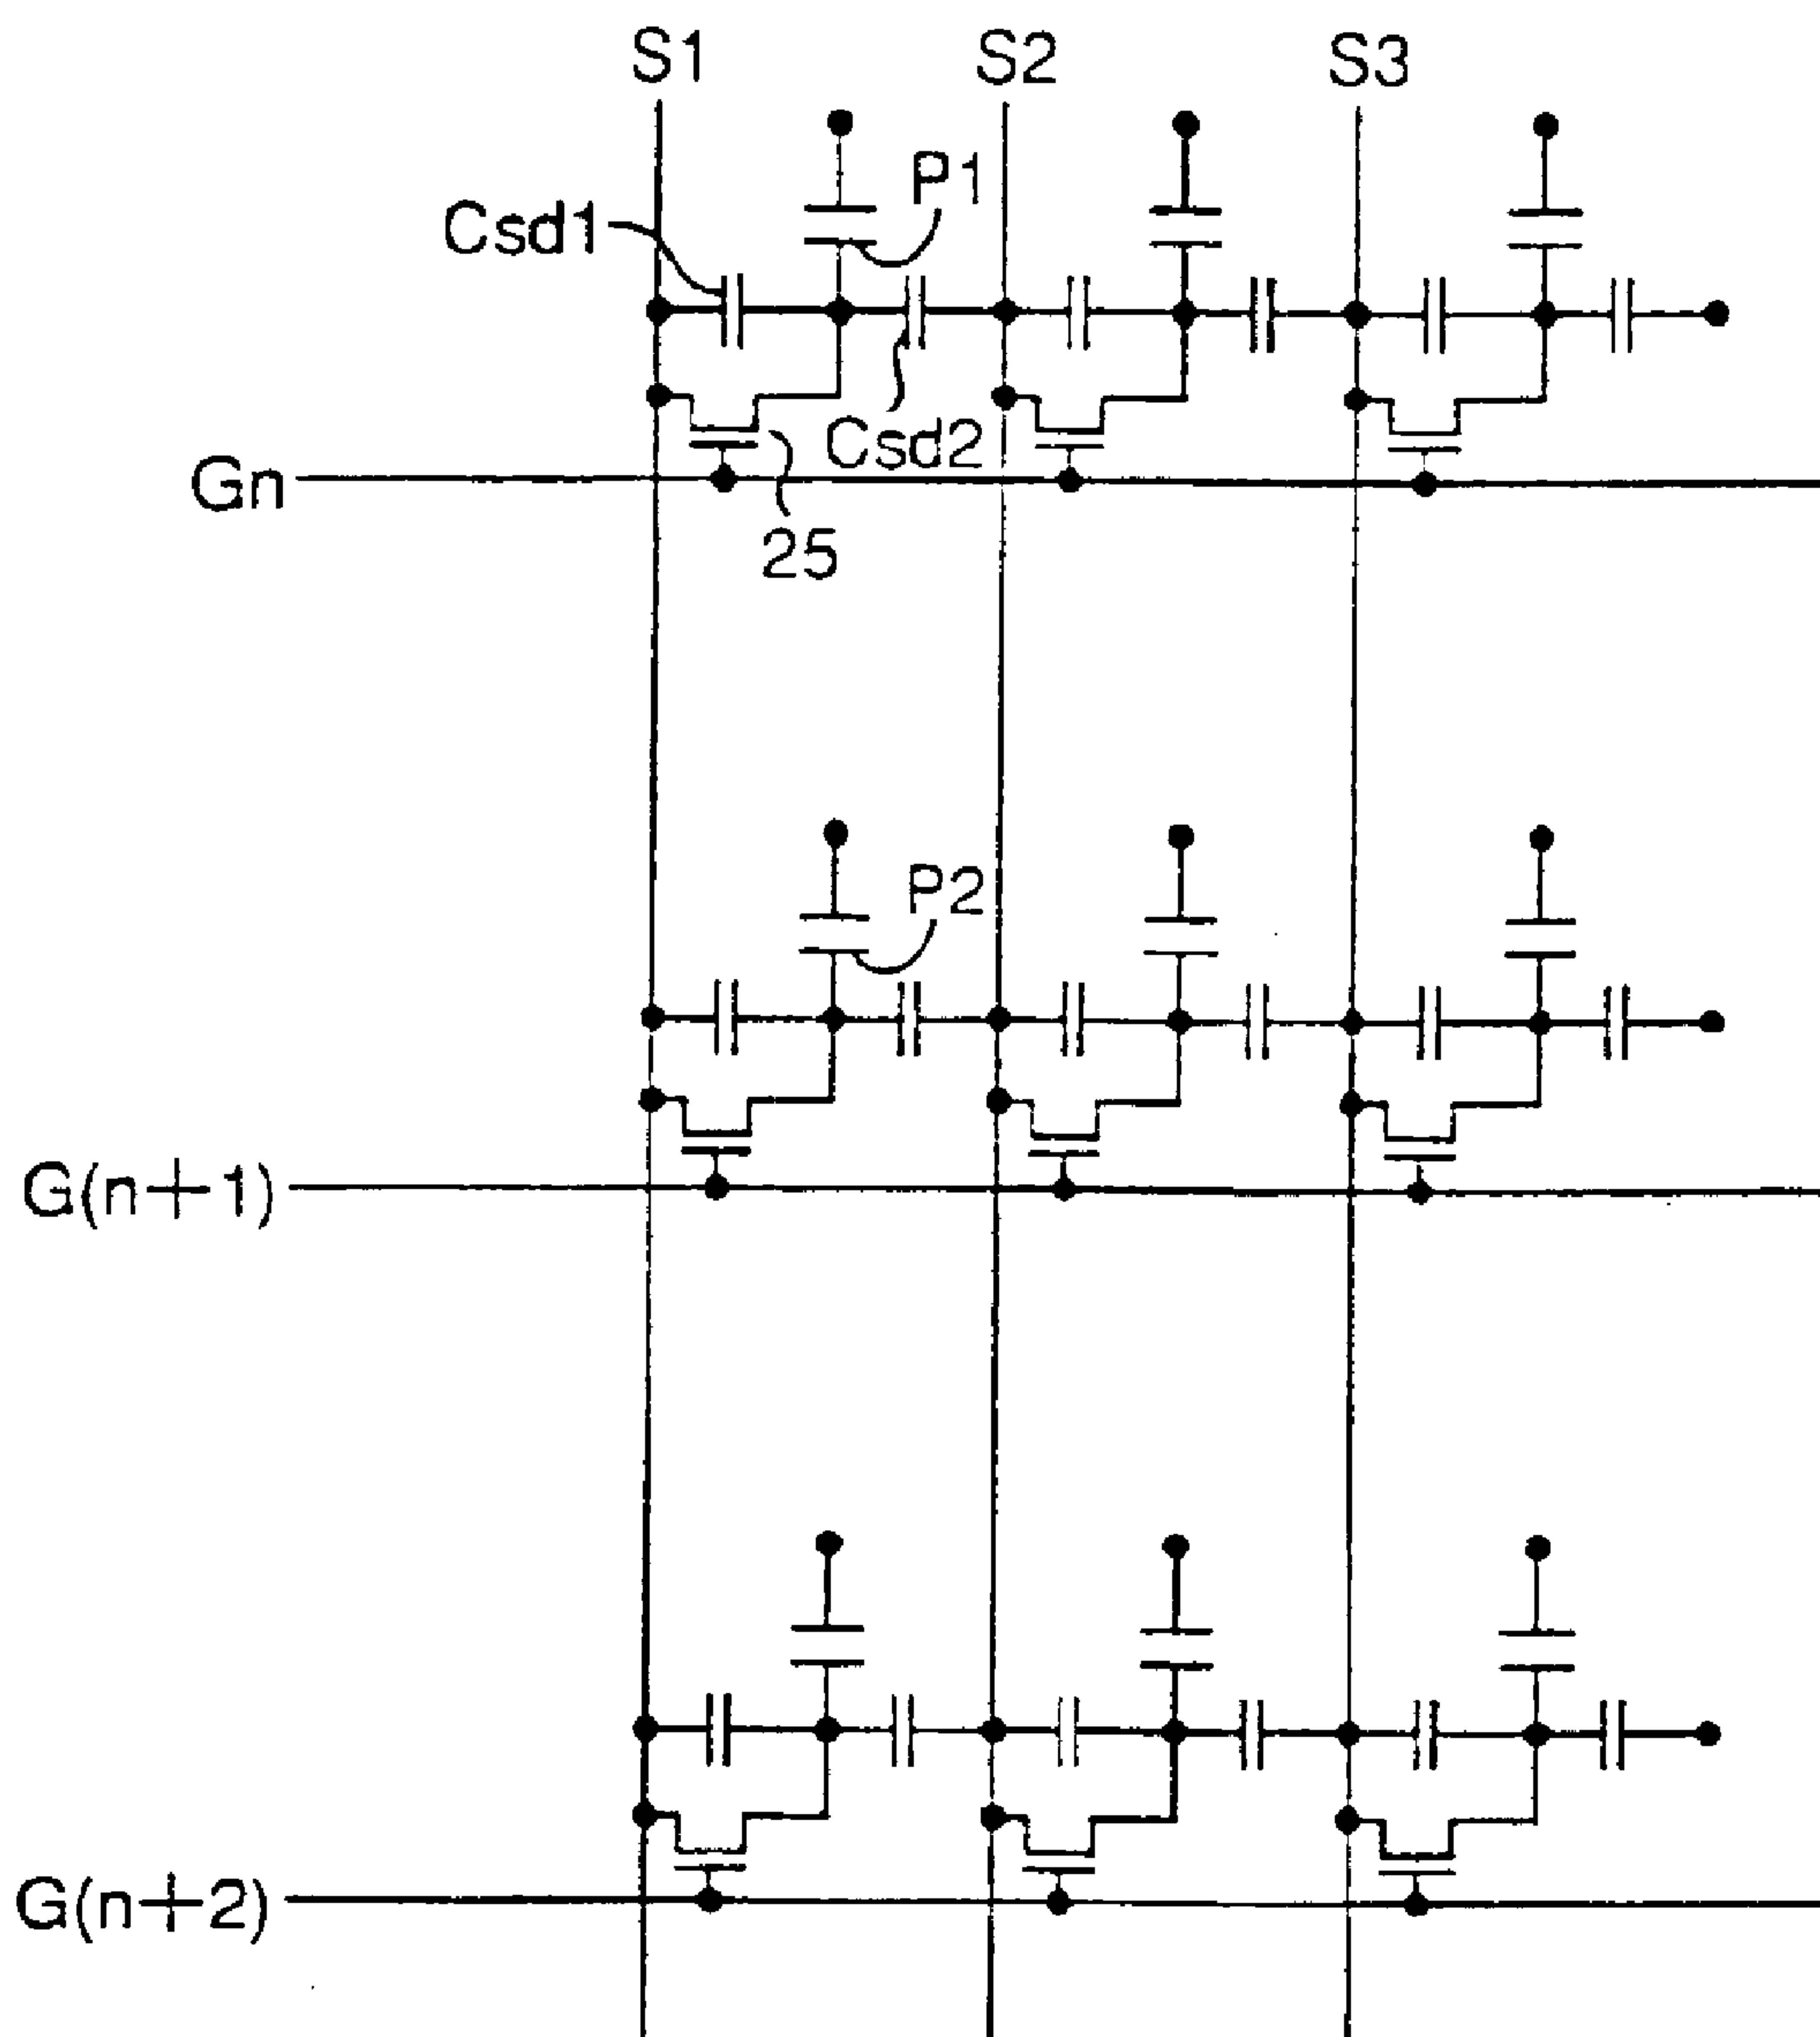 S1 S2 S3
P1
Csd1
Csd2
Gn
25
P2
G(n+1)
G(n+2)